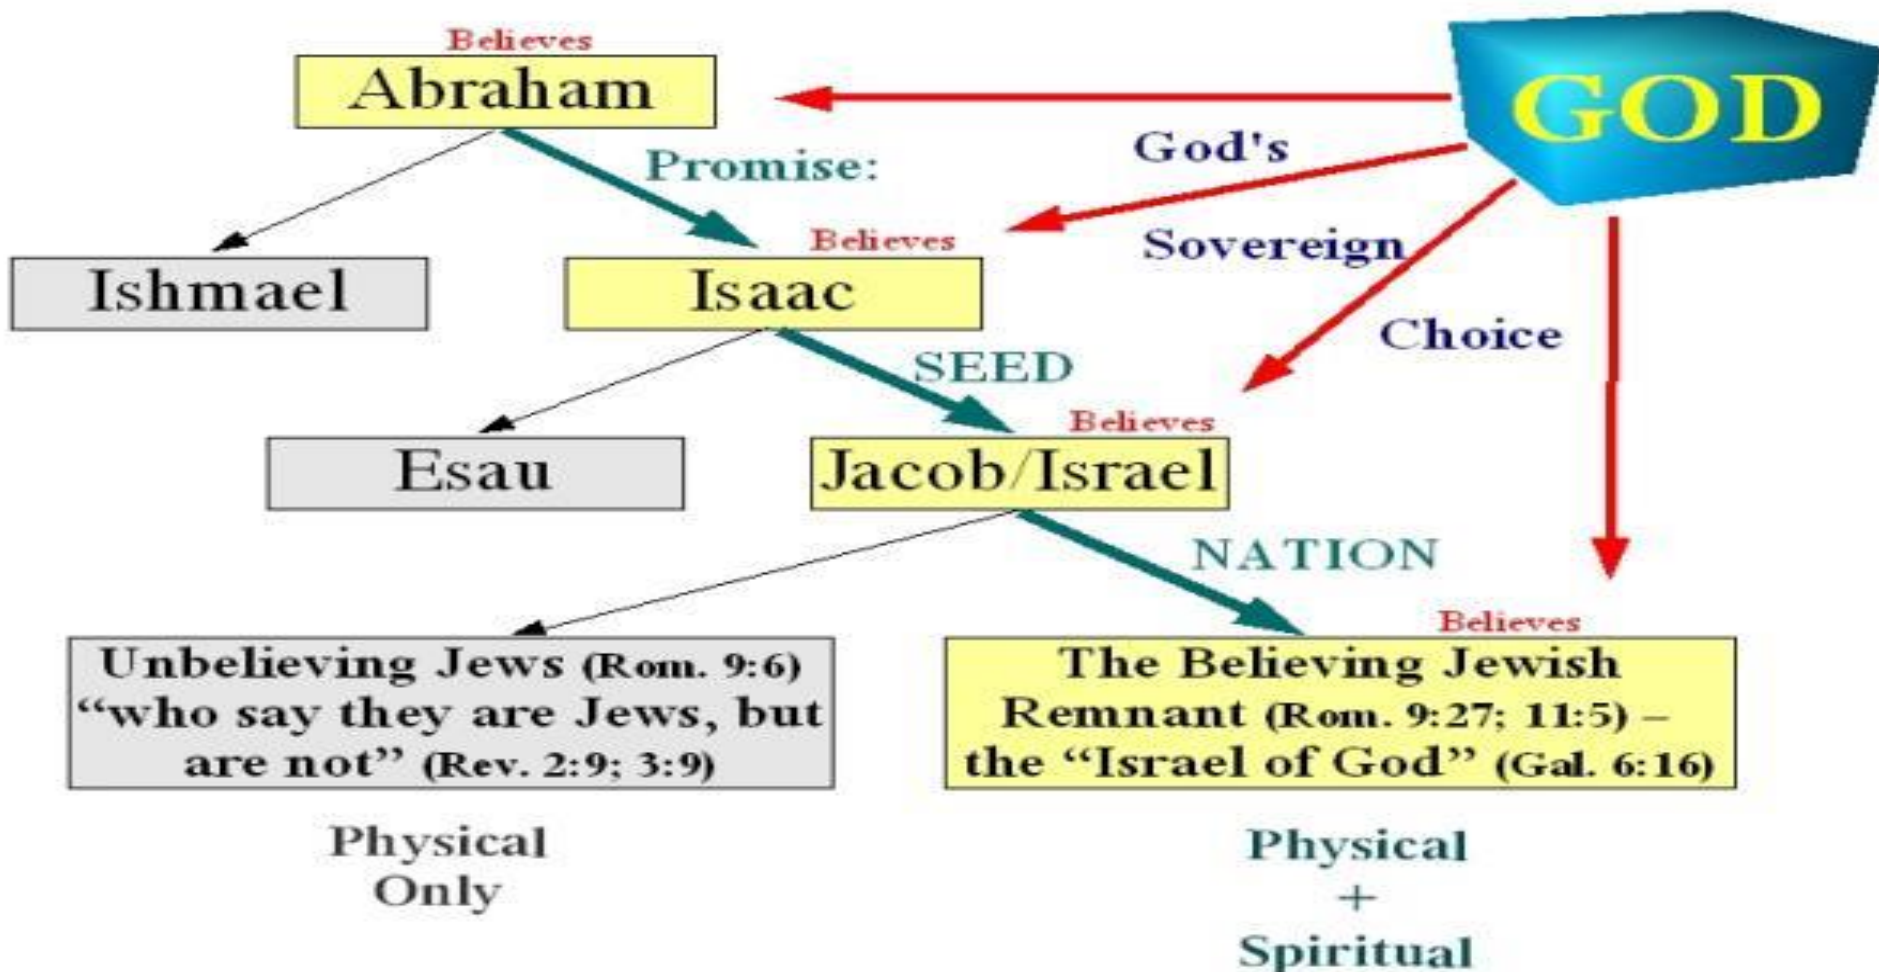 Believes
Abraham
GOD
God's
Promise:
Sovereign
Believes
Ishmael
Isaac
Choice
SEED
Believes
Esau
Jacob/Israel
NATION
Believes
Unbelieving Jews (Rom. 9:6)
“who say they are Jews, but
are not” (Rev. 2:9; 3:9)
The Believing Jewish
Remnant (Rom. 9:27; 11:5) –
the “Israel of God” (Gal. 6:16)
Physical
Only
Physical
+
Spiritual